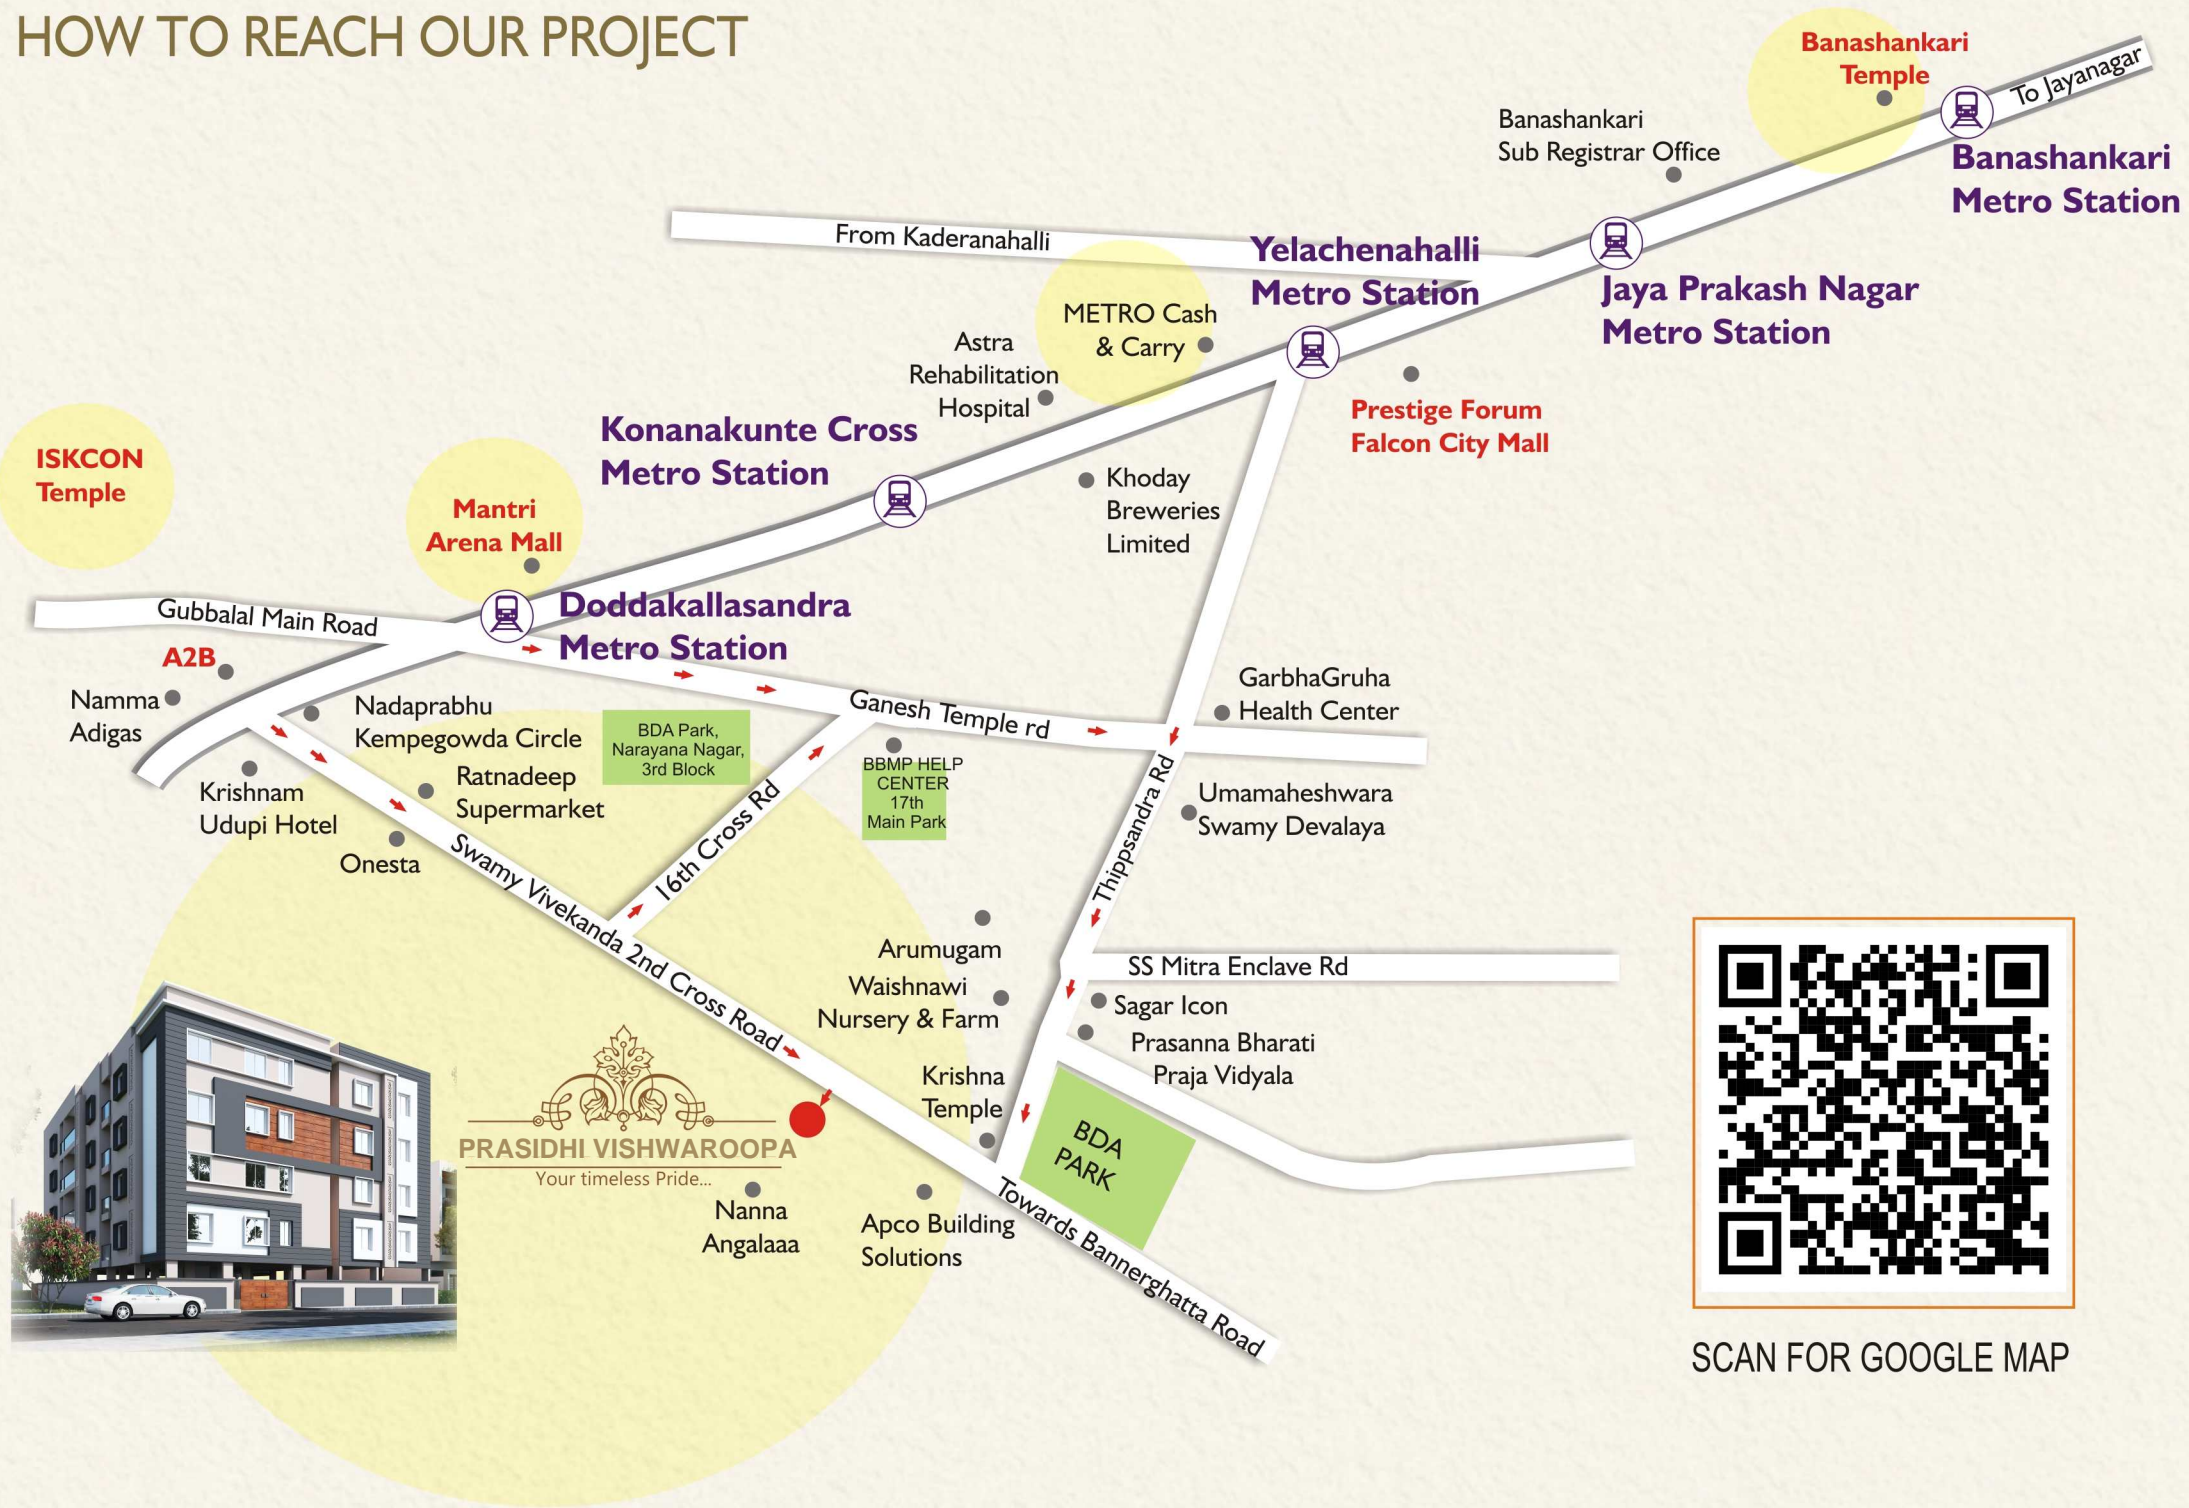 HOW TO REACH OUR PROJECT
Banashankari
Temple
To Jayanagar
Banashankari
Metro Station
Banashankari
Sub Registrar Office
From Kaderanahalli
Yelachenahalli
Metro Station
Jaya Prakash Nagar
Metro Station
METRO Cash
& Carry
Astra
Rehabilitation
Hospital
Prestige Forum
Falcon City Mall
Konanakunte Cross
Metro Station
ISKCON
Temple
Mantri
Arena Mall
Khoday
Breweries
Limited
Gubbalal Main Road
Doddakallasandra
Metro Station
A2B
Namma
Adigas
Nadaprabhu
Kempegowda Circle
BDA Park,
Narayana Nagar,
3rd Block
Ganesh Temple rd
GarbhaGruha
Health Center
Krishnam
Udupi Hotel
Ratnadeep
Supermarket
Onesta
BBMP HELP
CENTER
17th
Main Park
16th Cross Rd
Thippsandra Rd
Umamaheshwara
Swamy Devalaya
Swamy Vivekanda 2nd Cross Road
Arumugam
Waishnawi
Nursery & Farm
SS Mitra Enclave Rd
Sagar Icon
Prasanna Bharati
Praja Vidyala
Krishna
Temple
BDA
PARK
PRASIDHI VISHWAROOPA
Your timeless Pride...
Nanna
Angalaaa
Apco Building
Solutions
Towards Bannerghatta Road
SCAN FOR GOOGLE MAP